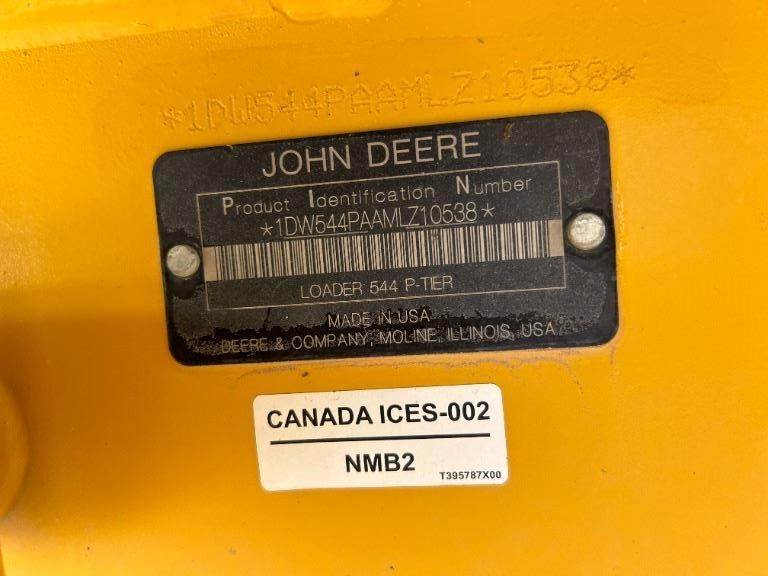 *1DW544PAAMLZ10538*
JOHN DEERE
Product Identification Number
*1DW544PAAMLZ10538*
LOADER 544 P-TIER
MADE IN USA
DEERE & COMPANY, MOLINE, ILLINOIS, USA
CANADA ICES-002
NMB2
T395787X00